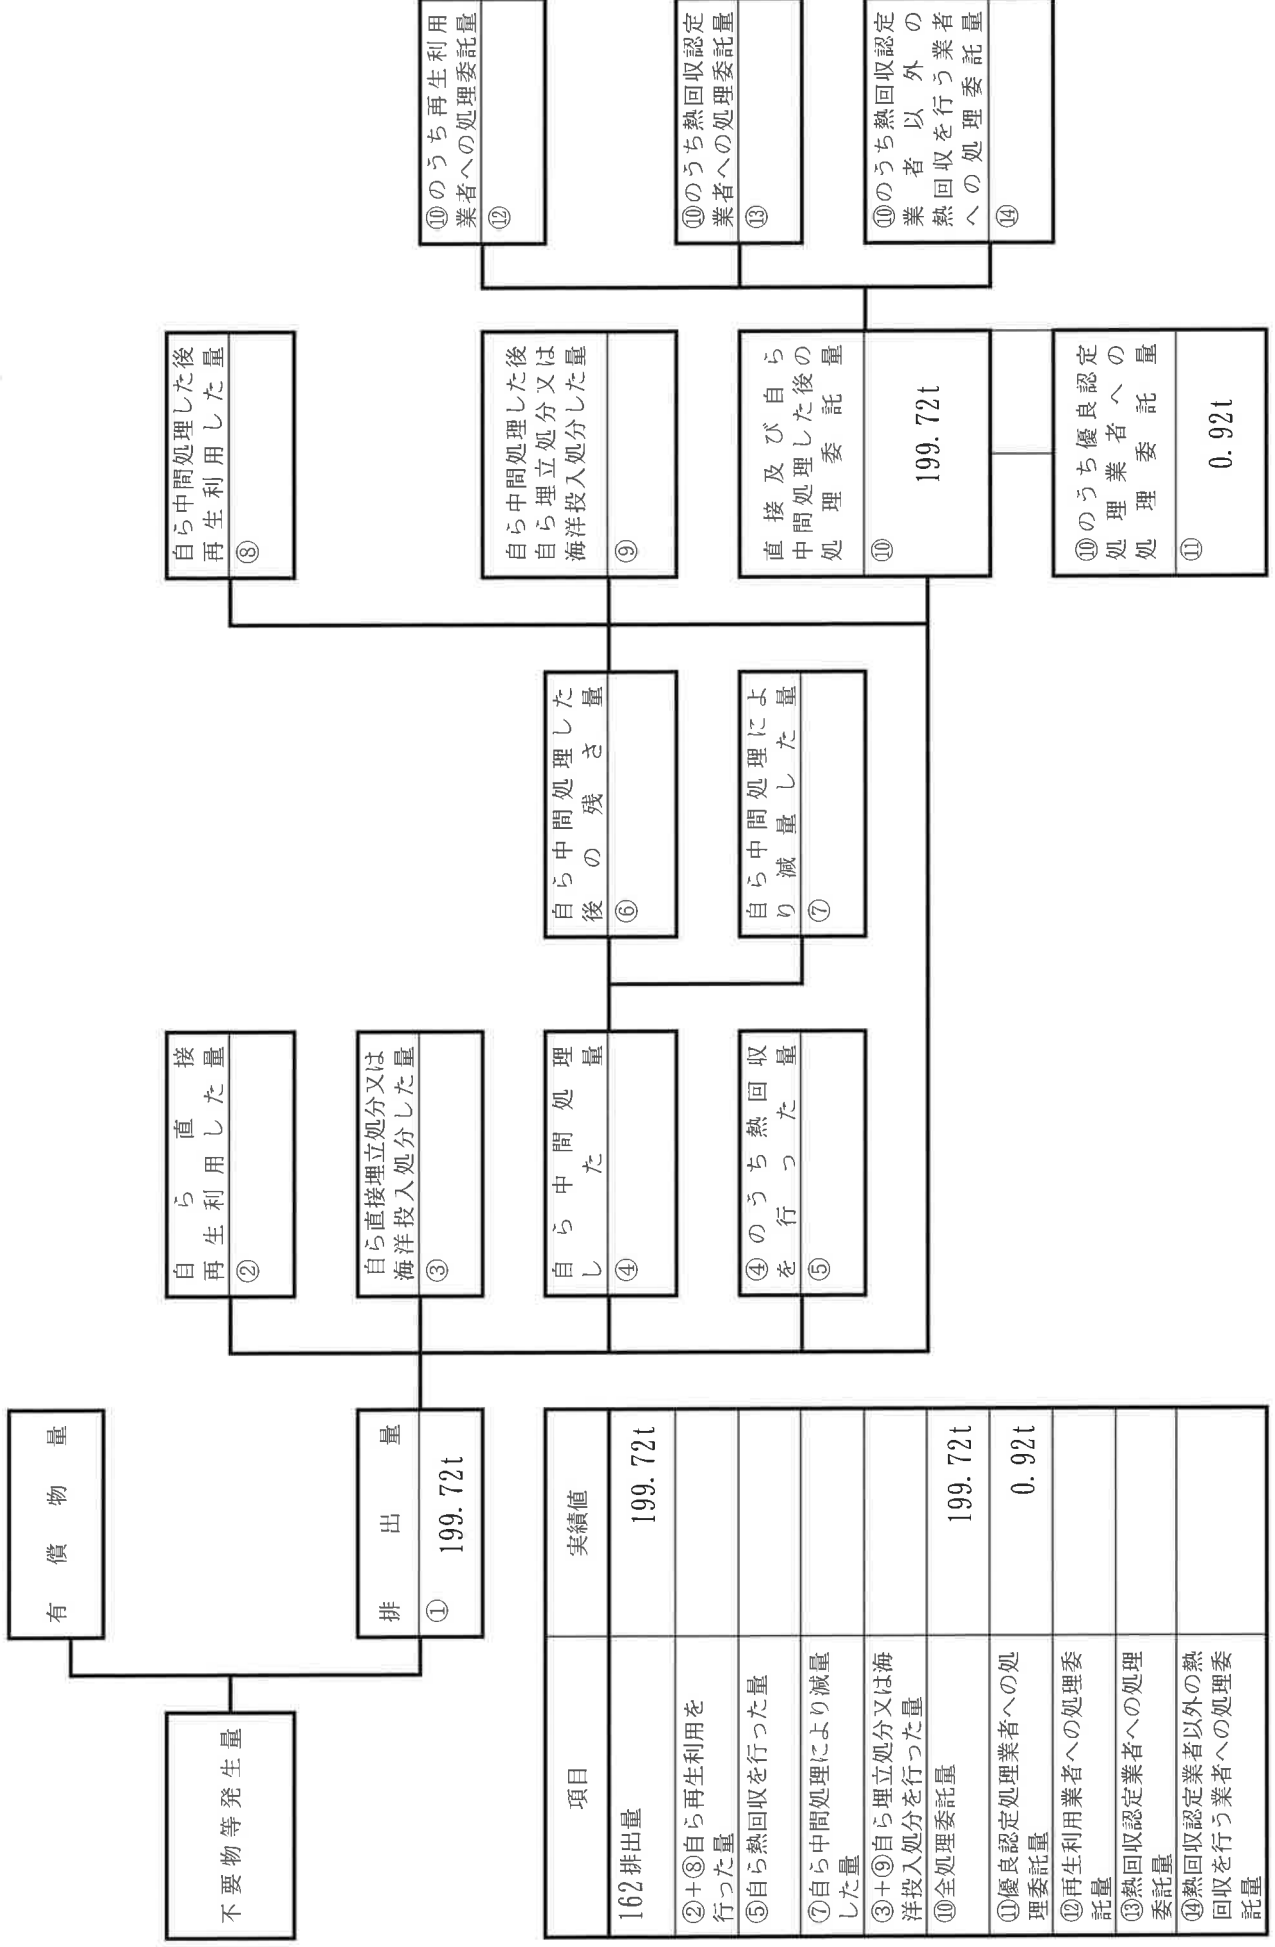 有償物量
不要物等発生量
排出量
①
199.72t
自ら直接
再生利用した量
②
自ら直接埋立処分又は
海洋投入処分した量
③
自ら中間処理
した量
④
④のうち熱回収
を行った量
⑤
自ら中間処理した
後の残さ量
⑥
自ら中間処理によ
り減量した量
⑦
自ら中間処理した後
再生利用した量
⑧
自ら中間処理した後
自ら埋立処分又は
海洋投入処分した量
⑨
直接及び自ら
中間処理した後の
処理委託量
⑩
199.72t
⑩のうち優良認定
処理業者への
処理委託量
⑪
0.92t
⑩のうち再生利用
業者への処理委託量
⑫
⑩のうち熱回収認定
業者への処理委託量
⑬
⑩のうち熱回収認定
業者以外の
熱回収を行う業者
への処理委託量
⑭
項目 実績値
162排出量 199.72t
②+⑧自ら再生利用を
行った量
⑤自ら熱回収を行った量
⑦自ら中間処理により減量
した量
③+⑨自ら埋立処分又は海
洋投入処分を行った量
⑩全処理委託量 199.72t
⑪優良認定処理業者への処
理委託量 0.92t
⑫再生利用業者への処理委
託量
⑬熱回収認定業者への処理
委託量
⑭熱回収認定業者以外の熱
回収を行う業者への処理委
託量